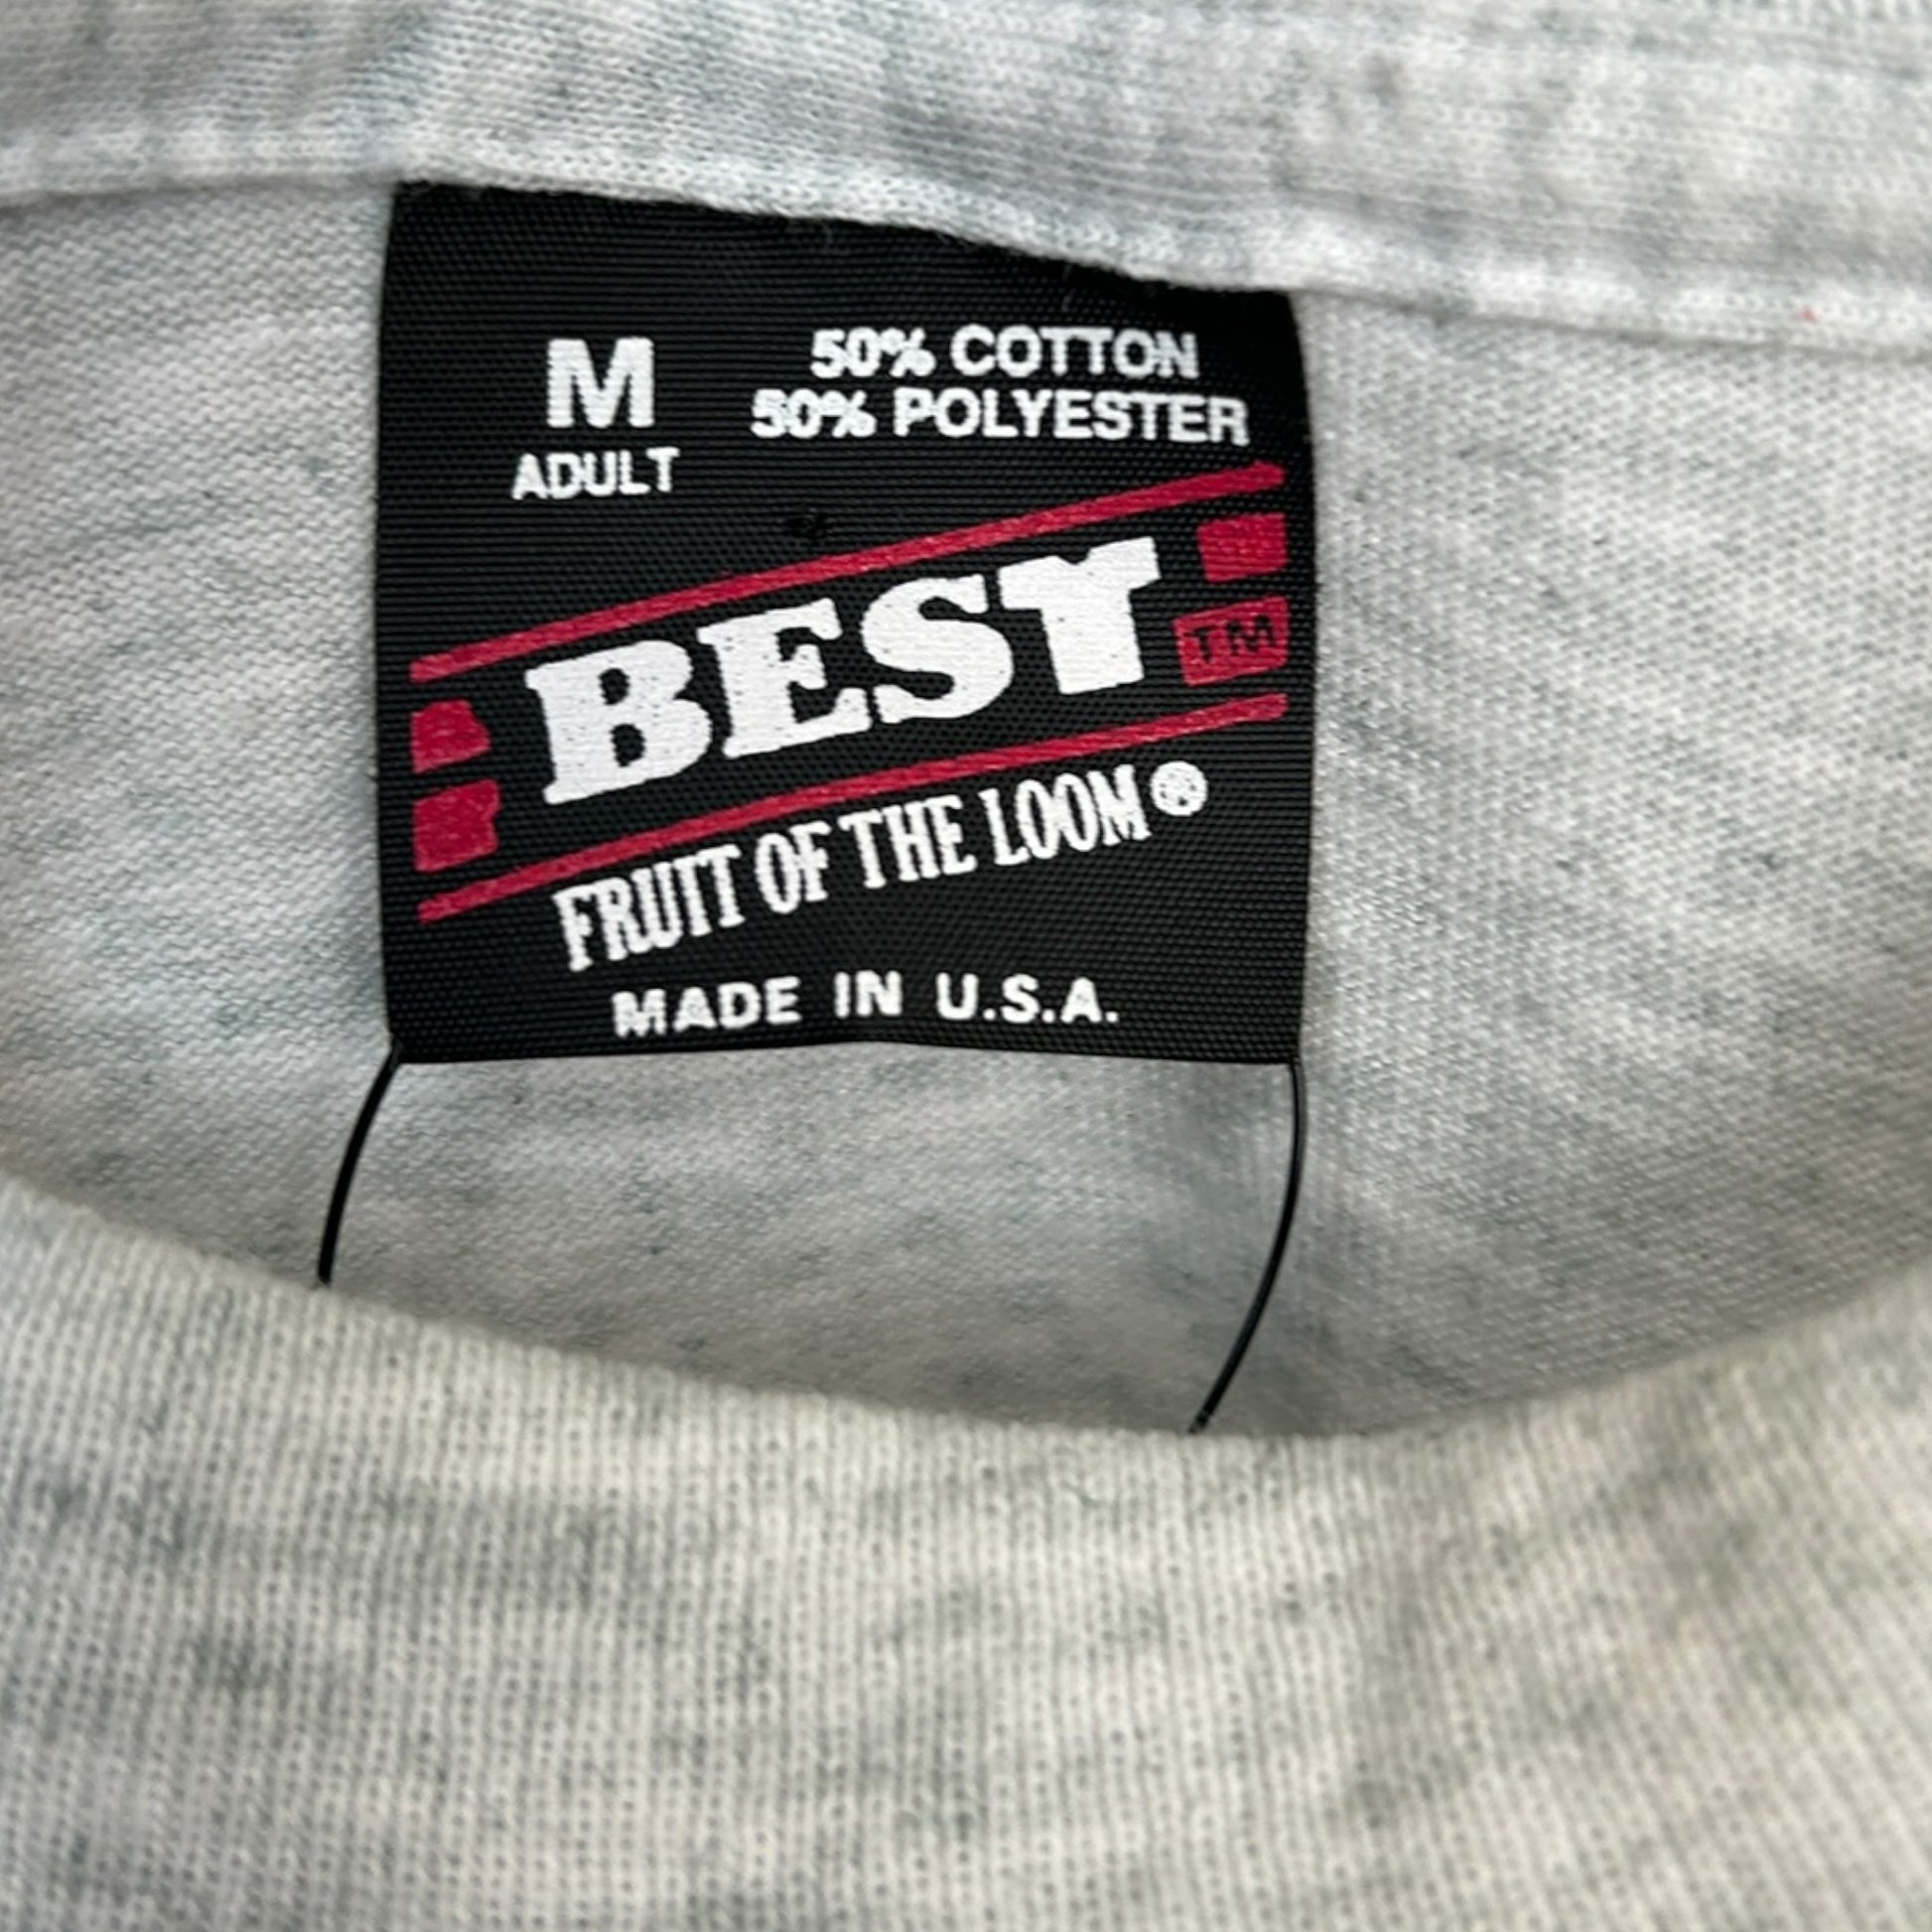 M
ADULT
50% COTTON
50% POLYESTER
BEST
TM
FRUIT OF THE LOOM®
MADE IN U.S.A.